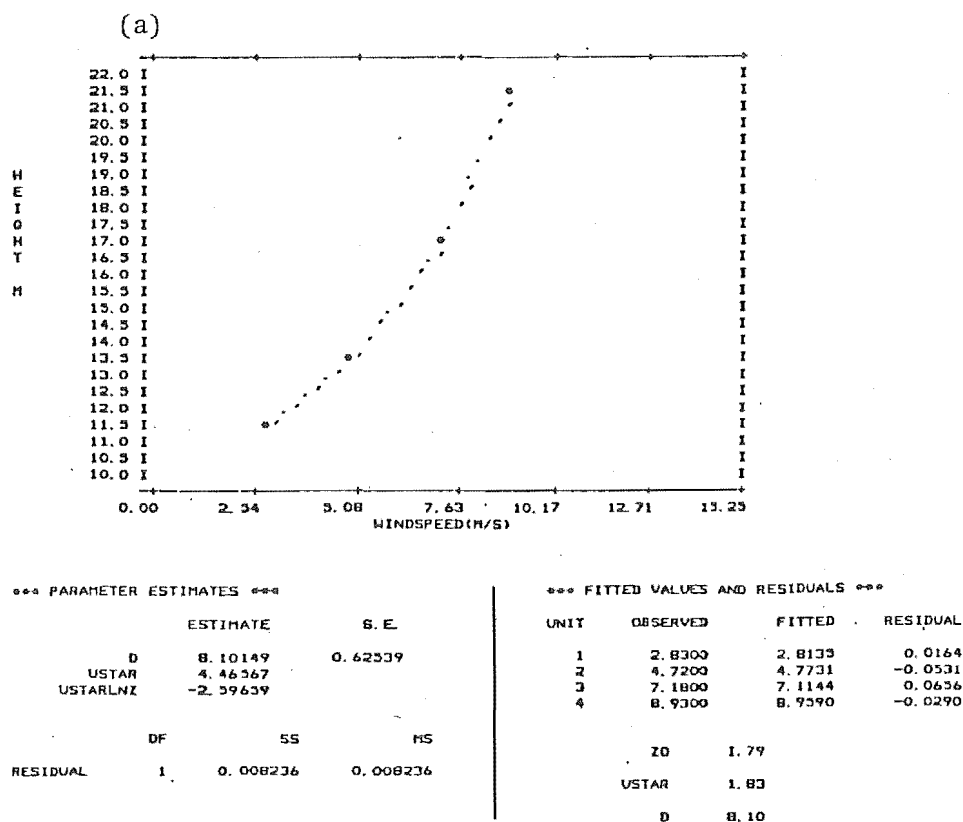 (a)
22.0 I I
21.5 I I
21.0 I I
20.5 I I
20.0 I I
19.5 I I
H 19.0 I I
E 18.5 I I
I 18.0 I I
G 17.5 I I
H 17.0 I I
T 16.5 I I
16.0 I I
M 15.5 I I
15.0 I I
14.5 I I
14.0 I I
13.5 I I
13.0 I I
12.5 I I
12.0 I I
11.5 I I
11.0 I I
10.5 I I
10.0 I I
0.00 2.54 5.08 7.63 10.17 12.71 15.25
WINDSPEED(M/S)
*** PARAMETER ESTIMATES ***
ESTIMATE S.E.
D 8.10149 0.62539
USTAR 4.46567
USTARLNZ -2.59659
DF SS MS
RESIDUAL 1 0.008236 0.008236
*** FITTED VALUES AND RESIDUALS ***
UNIT OBSERVED FITTED RESIDUAL
1 2.8300 2.8135 0.0164
2 4.7200 4.7731 -0.0531
3 7.1800 7.1144 0.0656
4 8.9300 8.9590 -0.0290
ZO 1.79
USTAR 1.83
D 8.10